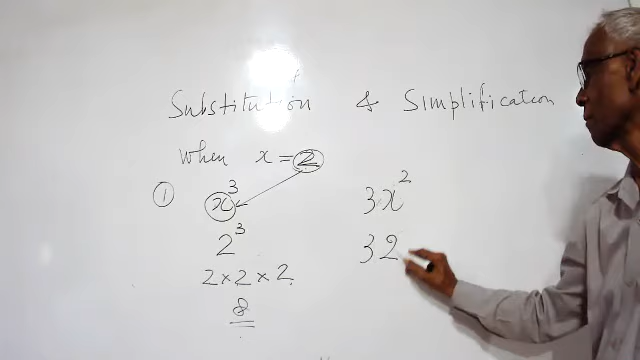 Substitution & Simplification
when x = 2
① x³ 3x²
2³ 32
2 × 2 × 2
8